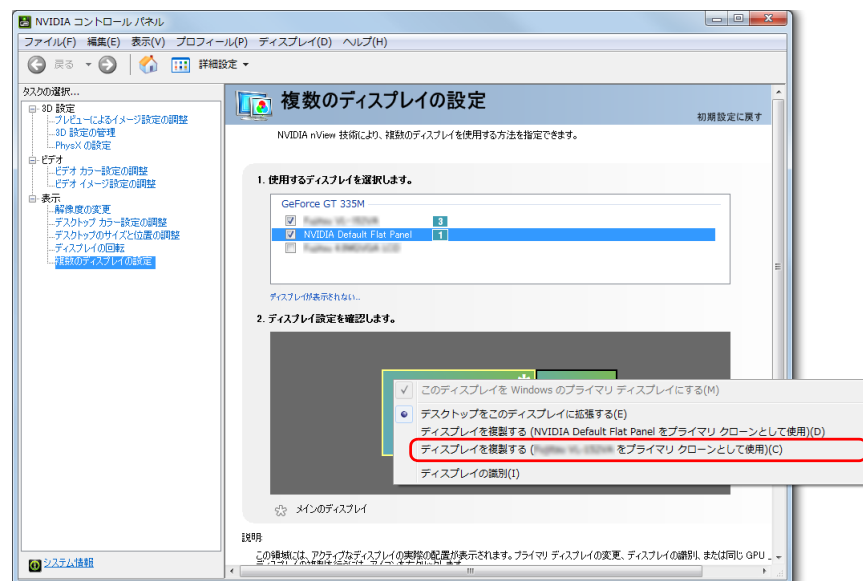 NVIDIA コントロール パネル
ファイル(F) 編集(E) 表示(V) プロフィール(P) ディスプレイ(D) ヘルプ(H)
戻る 詳細設定
タスクの選択...
3D 設定
プレビューによるイメージ設定の調整
3D 設定の管理
PhysX の設定
ビデオ
ビデオ カラー設定の調整
ビデオ イメージ設定の調整
表示
解像度の変更
デスクトップ カラー設定の調整
デスクトップのサイズと位置の調整
ディスプレイの回転
複数のディスプレイの設定
システム情報
複数のディスプレイの設定
初期設定に戻す
NVIDIA nView 技術により、複数のディスプレイを使用する方法を指定できます。
1. 使用するディスプレイを選択します。
GeForce GT 335M
3
NVIDIA Default Flat Panel 1
ディスプレイが表示されない...
2. ディスプレイ設定を確認します。
このディスプレイを Windows のプライマリ ディスプレイにする(M)
デスクトップをこのディスプレイに拡張する(E)
ディスプレイを複製する (NVIDIA Default Flat Panel をプライマリ クローンとして使用)(D)
ディスプレイを複製する ( をプライマリ クローンとして使用)(C)
ディスプレイの識別(I)
メインのディスプレイ
説明
この領域には、アクティブなディスプレイの実際の配置が表示されます。プライマリ ディスプレイの変更、ディスプレイの識別、または同じ GPU